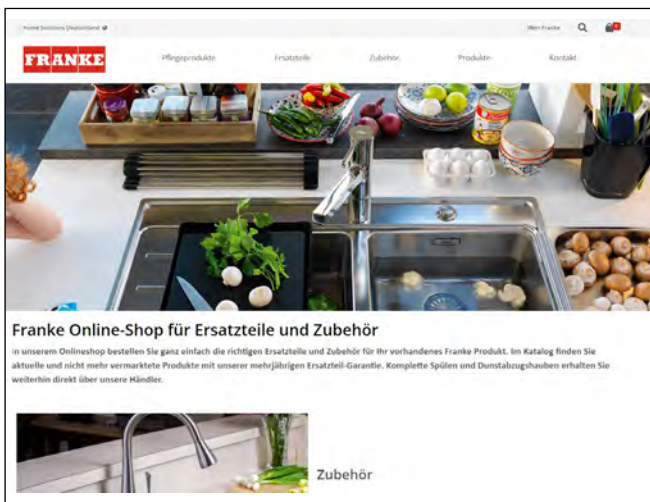 Home Solutions Deutschland
Mein Franke
FRANKE
Pflegeprodukte
Ersatzteile
Zubehör
Produkte
Kontakt
Franke Online-Shop für Ersatzteile und Zubehör
In unserem Onlineshop bestellen Sie ganz einfach die richtigen Ersatzteile und Zubehör für Ihr vorhandenes Franke Produkt. Im Katalog finden Sie
aktuelle und nicht mehr vermarktete Produkte mit unserer mehrjährigen Ersatzteil-Garantie. Komplette Spülen und Dunstabzugshauben erhalten Sie
weiterhin direkt über unsere Händler.
Zubehör